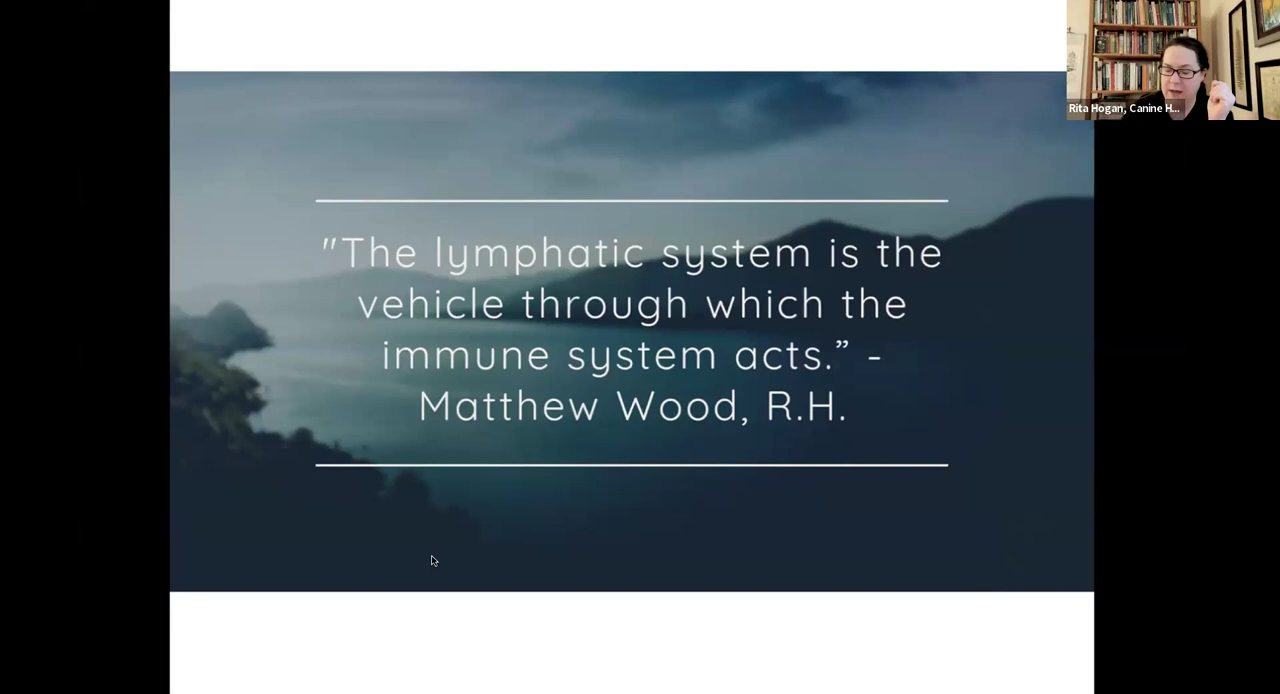 Rita Hogan, Canine H...
"The lymphatic system is the
vehicle through which the
immune system acts.” -
Matthew Wood, R.H.